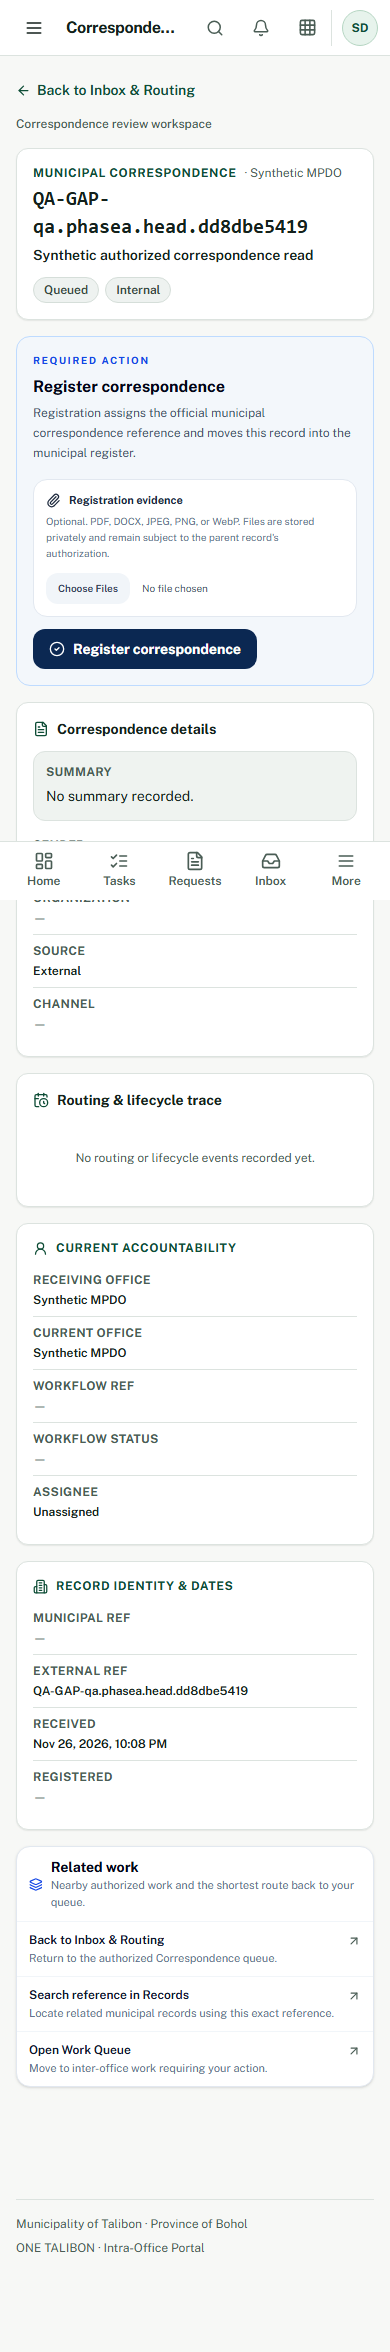 Corresponde...
SD
Back to Inbox & Routing
Correspondence review workspace
MUNICIPAL CORRESPONDENCE · Synthetic MPDO
QA-GAP-
qa.phasea.head.dd8dbe5419
Synthetic authorized correspondence read
Queued Internal
REQUIRED ACTION
Register correspondence
Registration assigns the official municipal
correspondence reference and moves this record into the
municipal register.
Registration evidence
Optional. PDF, DOCX, JPEG, PNG, or WebP. Files are stored
privately and remain subject to the parent record's
authorization.
Choose Files No file chosen
Register correspondence
Correspondence details
SUMMARY
No summary recorded.
Home Tasks Requests Inbox More
ORGANIZATION
—
SOURCE
External
CHANNEL
—
Routing & lifecycle trace
No routing or lifecycle events recorded yet.
CURRENT ACCOUNTABILITY
RECEIVING OFFICE
Synthetic MPDO
CURRENT OFFICE
Synthetic MPDO
WORKFLOW REF
—
WORKFLOW STATUS
—
ASSIGNEE
Unassigned
RECORD IDENTITY & DATES
MUNICIPAL REF
—
EXTERNAL REF
QA-GAP-qa.phasea.head.dd8dbe5419
RECEIVED
Nov 26, 2026, 10:08 PM
REGISTERED
—
Related work
Nearby authorized work and the shortest route back to your
queue.
Back to Inbox & Routing
Return to the authorized Correspondence queue.
Search reference in Records
Locate related municipal records using this exact reference.
Open Work Queue
Move to inter-office work requiring your action.
Municipality of Talibon · Province of Bohol
ONE TALIBON · Intra-Office Portal